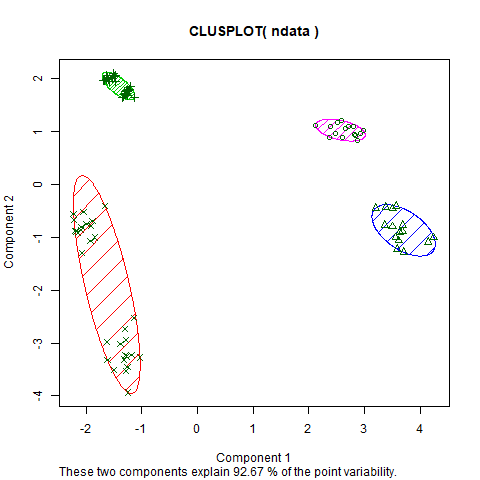 CLUSPLOT( ndata )
2
1
0
-1
-2
-3
-4
Component 2
-2 -1 0 1 2 3 4
Component 1
These two components explain 92.67 % of the point variability.